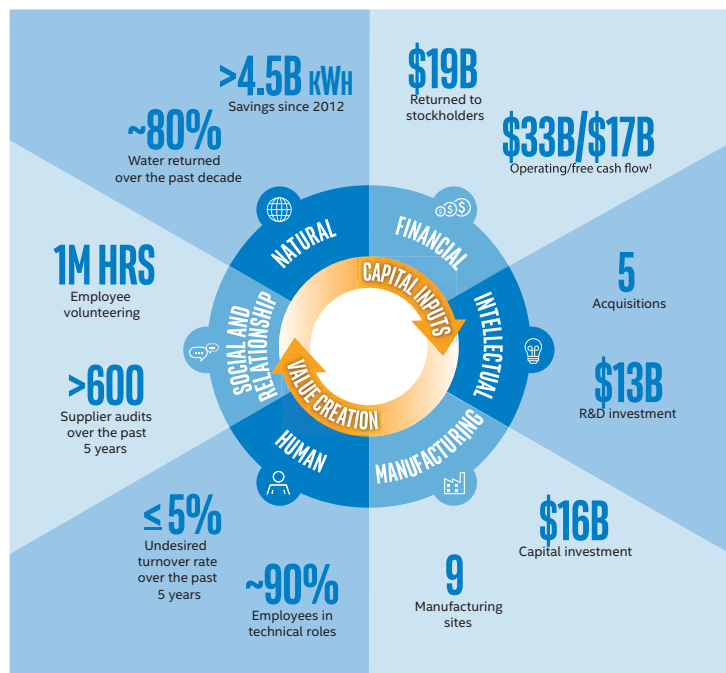 >4.5B KWH
Savings since 2012
~80%
Water returned
over the past decade
$19B
Returned to
stockholders
$33B/$17B
Operating/free cash flow¹
NATURAL
FINANCIAL
1M HRS
Employee
volunteering
5
Acquisitions
SOCIAL AND
RELATIONSHIP
CAPITAL INPUTS
INTELLECTUAL
>600
Supplier audits
over the past
5 years
$13B
R&D investment
VALUE CREATION
HUMAN
MANUFACTURING
≤ 5%
Undesired
turnover rate
over the past
5 years
~90%
Employees in
technical roles
$16B
Capital investment
9
Manufacturing
sites
$ $ $